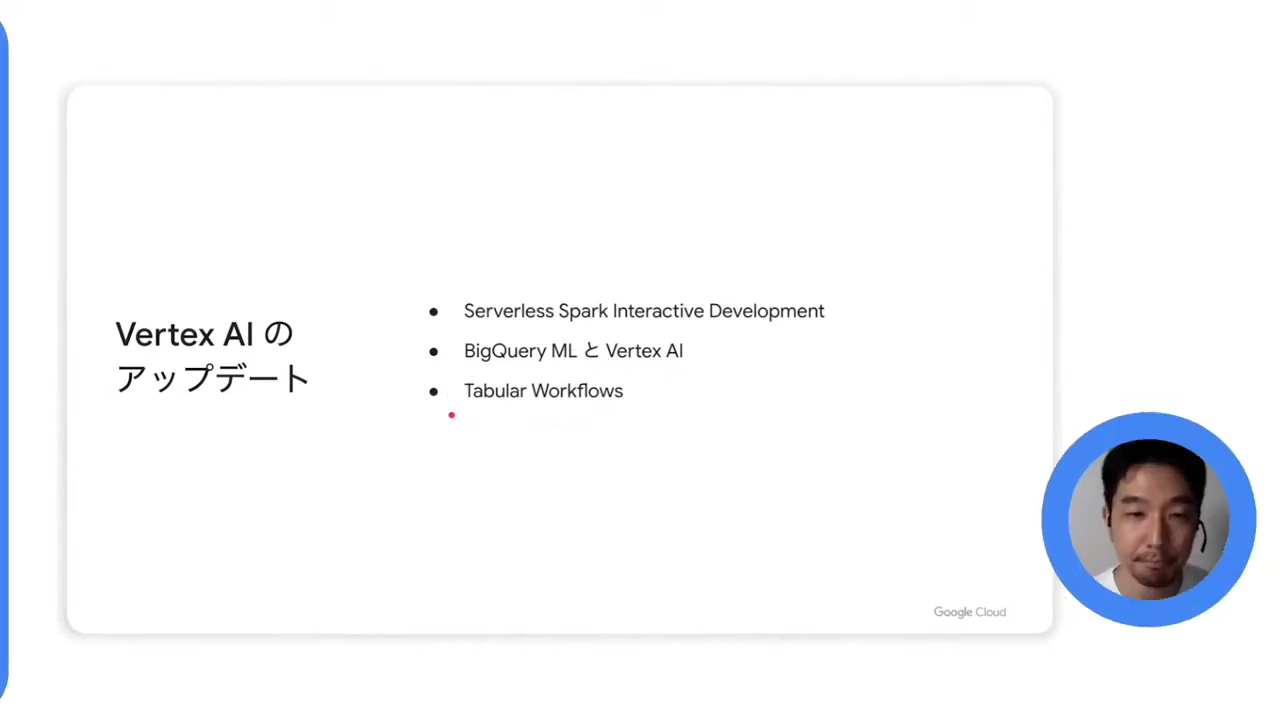 Vertex AI の
アップデート
● Serverless Spark Interactive Development
● BigQuery ML と Vertex AI
● Tabular Workflows
Google Cloud